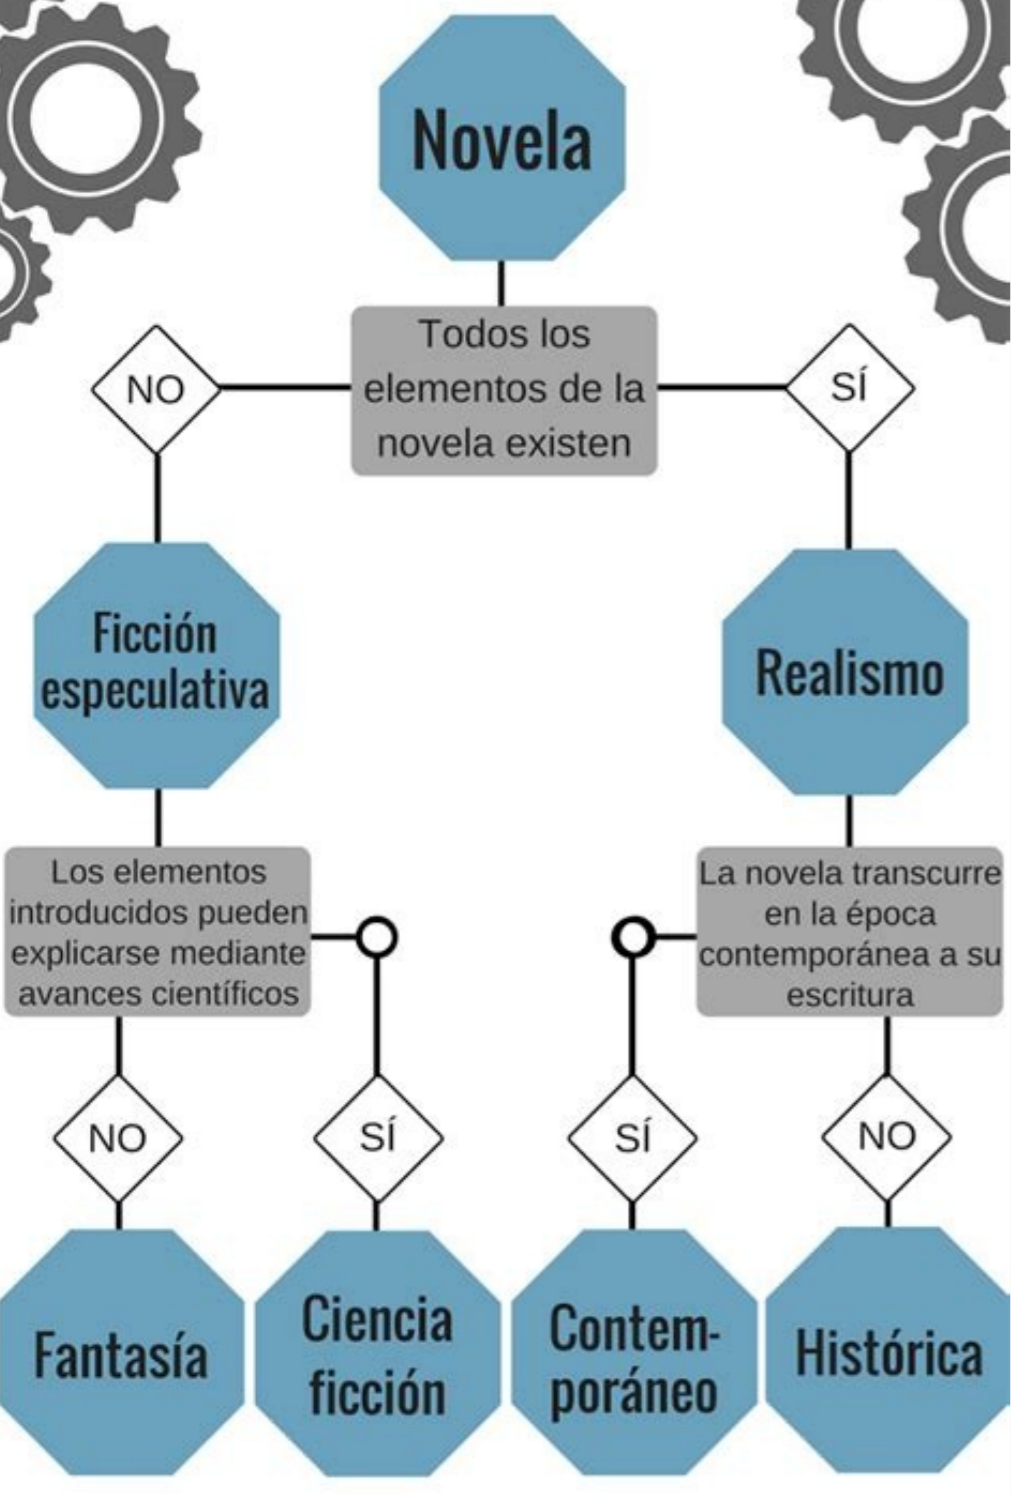 Novela
Todos los
elementos de la
novela existen
NO
SÍ
Ficción
especulativa
Realismo
Los elementos
introducidos pueden
explicarse mediante
avances científicos
La novela transcurre
en la época
contemporánea a su
escritura
NO
SÍ
SÍ
NO
Fantasía
Ciencia
ficción
Contem-
poráneo
Histórica